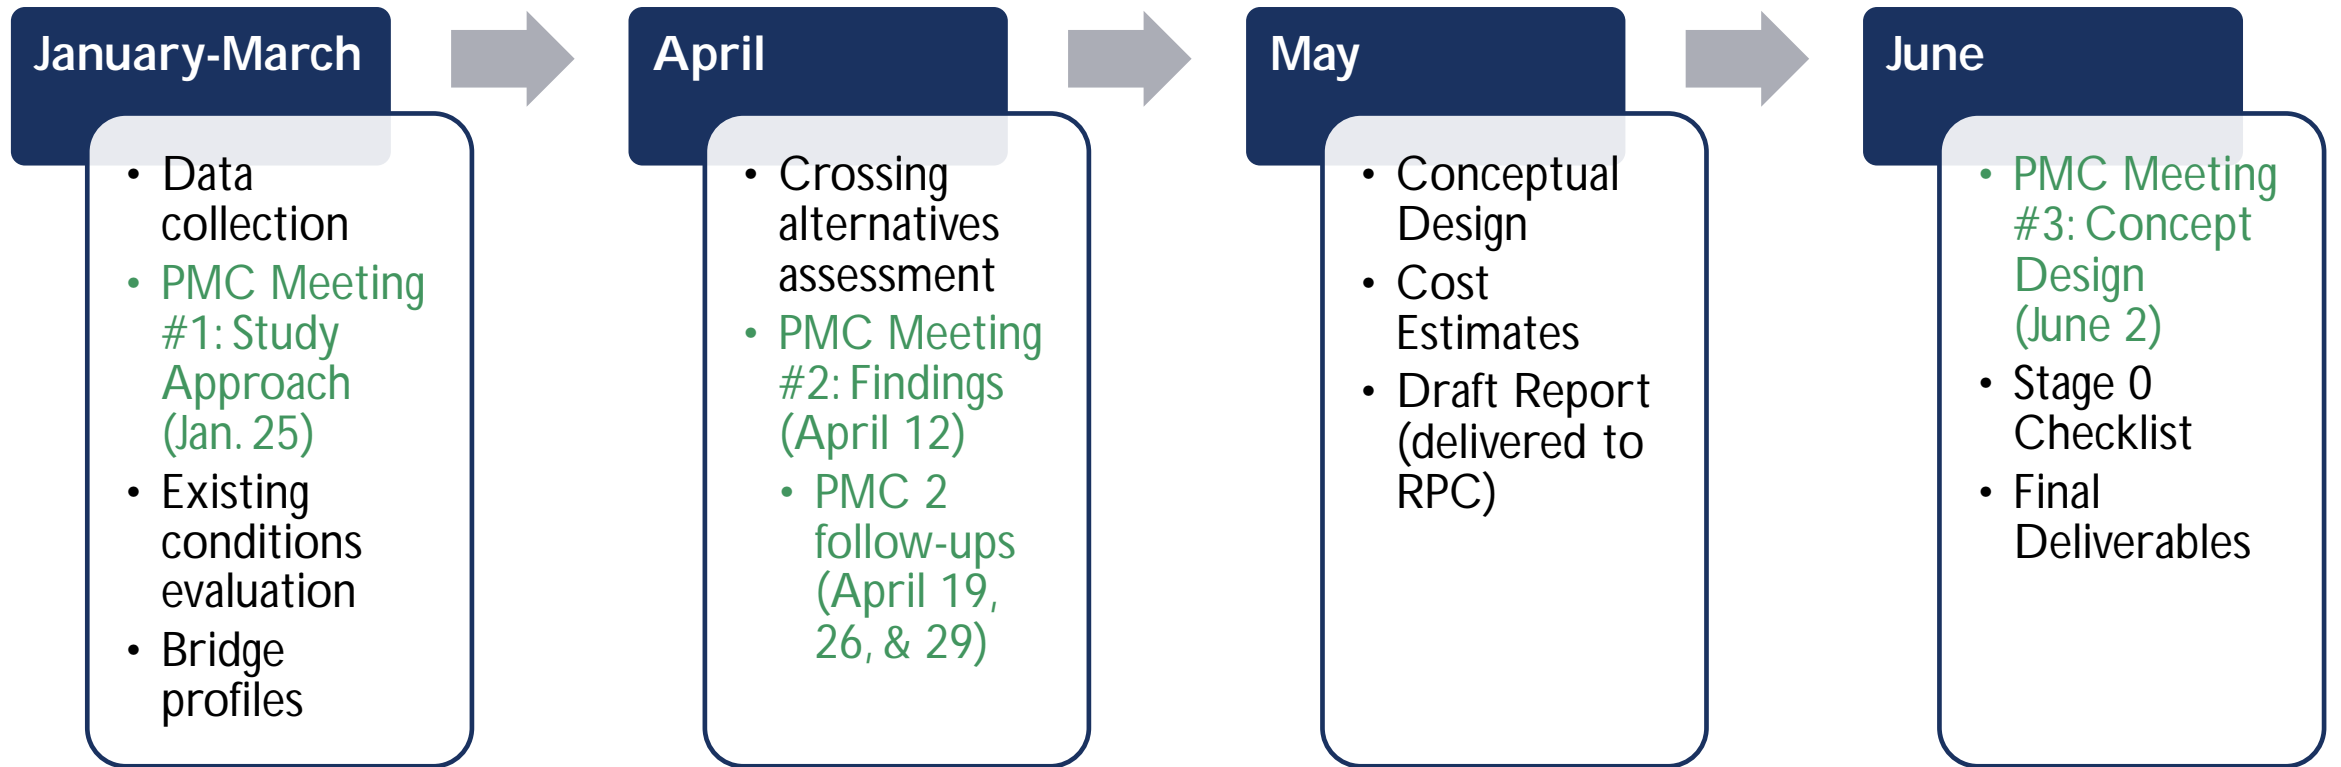 January-March
• Data
collection
• PMC Meeting
#1: Study
Approach
(Jan. 25)
• Existing
conditions
evaluation
• Bridge
profiles
April
• Crossing
alternatives
assessment
• PMC Meeting
#2: Findings
(April 12)
• PMC 2
follow-ups
(April 19,
26, & 29)
May
• Conceptual
Design
• Cost
Estimates
• Draft Report
(delivered to
RPC)
June
• PMC Meeting
#3: Concept
Design
(June 2)
• Stage 0
Checklist
• Final
Deliverables